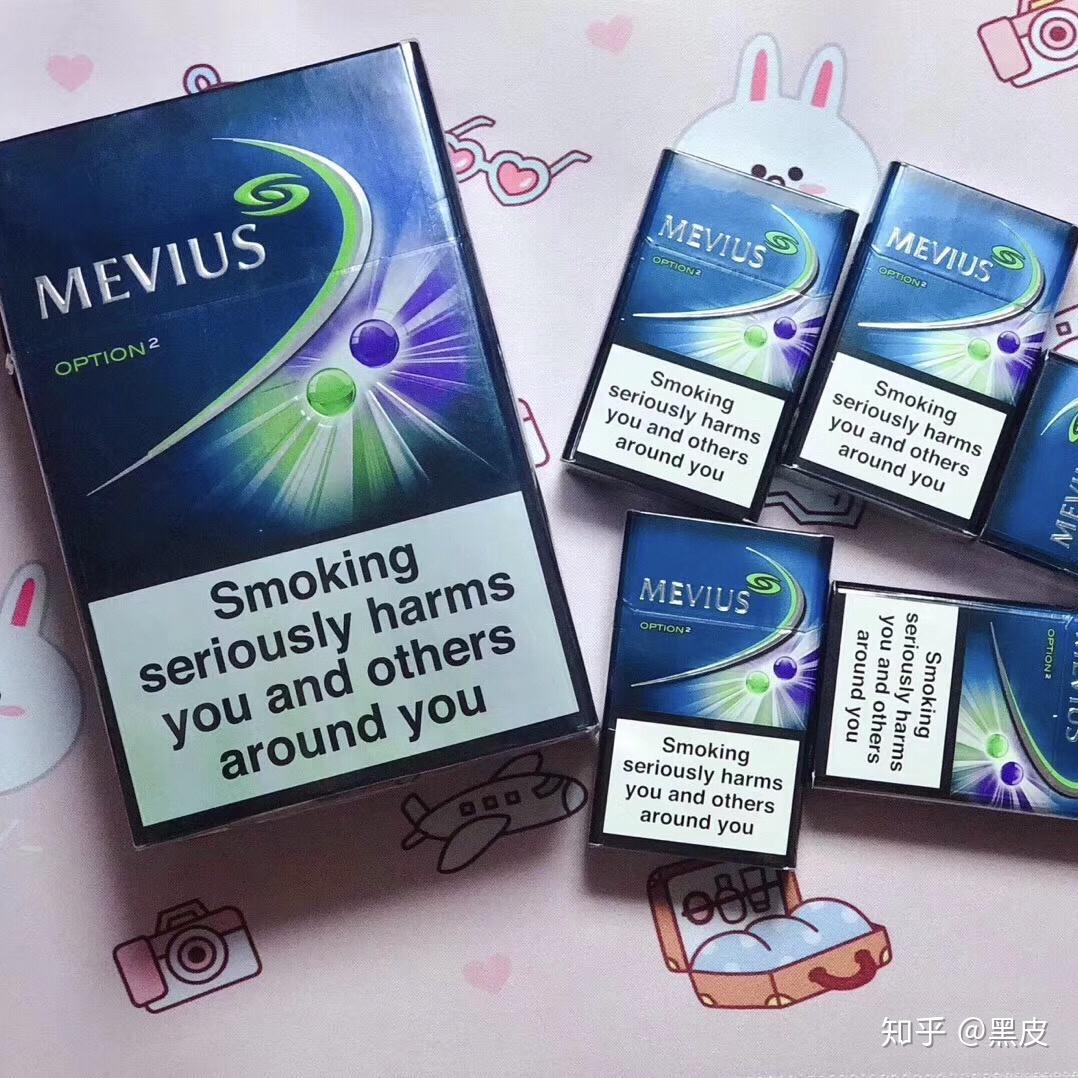 MEVIUS
OPTION²
Smoking
seriously harms
you and others
around you
MEVIUS
OPTION²
Smoking
seriously harms
you and others
around you
MEVIUS
OPTION²
Smoking
seriously harms
you and others
around you
MEVIUS
OPTION²
Smoking
seriously harms
you and others
around you
MEVIUS
OPTION²
Smoking
seriously harms
you and others
around you
知乎 @黑皮